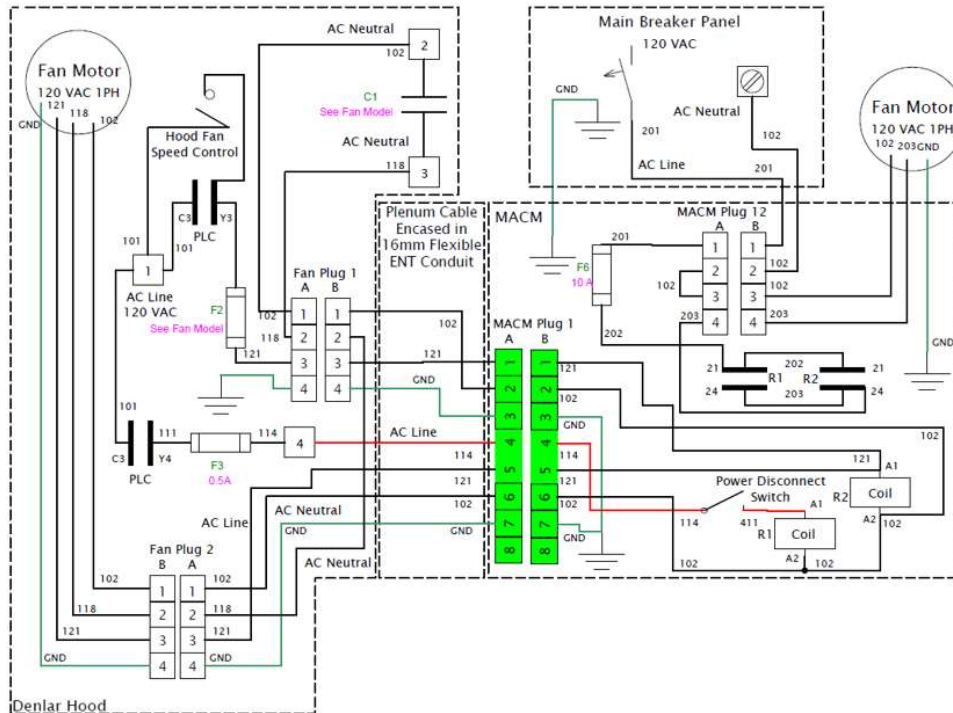 Fan Motor
120 VAC 1PH
GND
121
118
102
Hood Fan
Speed Control
AC Neutral
102
2
C1
See Fan Model
AC Neutral
118
3
C3
Y3
PLC
101
101
1
AC Line
120 VAC
F2
See Fan Model
121
Fan Plug 1
A
B
102
1
1
118
2
2
3
3
4
4
101
C3
Y4
PLC
111
F3
0.5A
114
4
AC Line
114
121
AC Line
AC Neutral
102
GND
GND
AC Neutral
Fan Plug 2
B
A
102
1
1
102
118
2
2
118
121
3
3
121
GND
4
4
GND
Denlar Hood
Plenum Cable
Encased in
16mm Flexible
ENT Conduit
102
121
GND
Main Breaker Panel
120 VAC
GND
201
AC Line
AC Neutral
102
201
Fan Motor
120 VAC 1PH
102
203
GND
MACM
MACM Plug 12
A
B
201
F6
10 A
202
1
1
102
2
2
102
3
3
102
203
4
4
203
MACM Plug 1
A
B
1
1
121
2
2
102
3
3
GND
4
4
114
5
5
121
6
6
102
7
7
GND
8
8
21
24
R1
202
203
R2
21
24
102
121
A1
R2
Coil
A2
102
Power Disconnect
Switch
114
411
A1
R1
Coil
A2
102
102